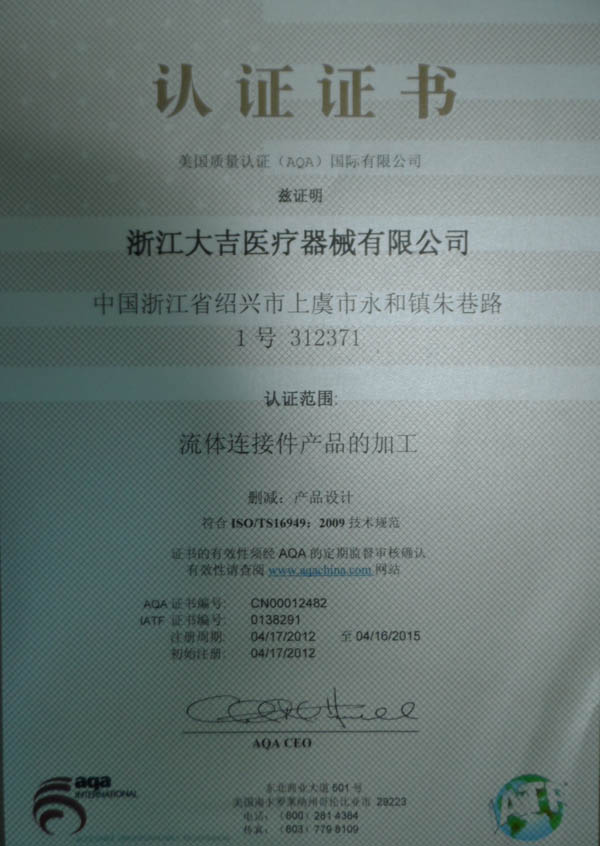 认证证书
美国质量认证（AQA）国际有限公司
兹证明
浙江大吉医疗器械有限公司
中国浙江省绍兴市上虞市永和镇朱巷路
1号 312371
认证范围:
流体连接件产品的加工
删减：产品设计
符合 ISO/TS16949：2009 技术规范
证书的有效性须经 AQA 的定期监督审核确认
有效性请查阅 www.aqachina.com 网站
AQA 证书编号: CN00012482
IATF 证书编号: 0138291
注册周期: 04/17/2012 至 04/16/2015
初始注册: 04/17/2012
AQA CEO
aqa
INTERNATIONAL
东北商业大道 601 号
美国南卡罗莱纳州哥伦比亚市 29223
电话：(800) 281 4384
传真：(803) 779 8109
IATF